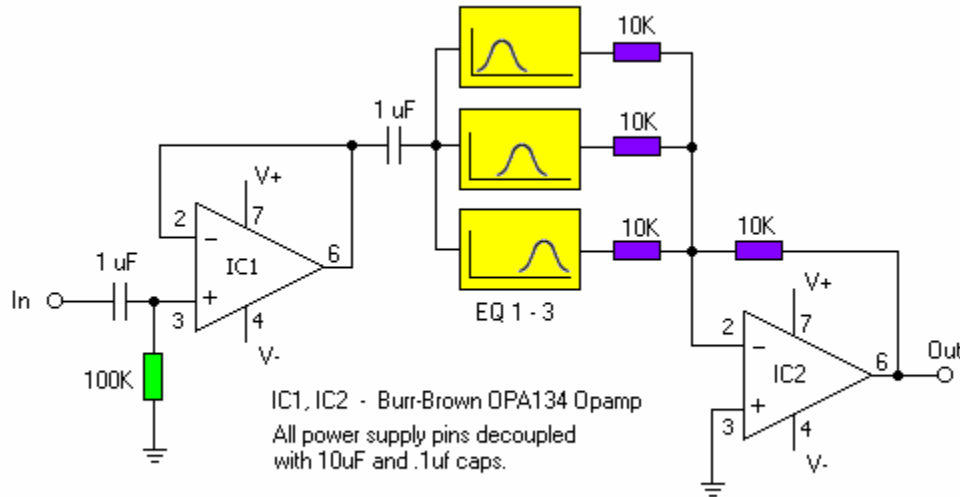 10K
1 uF
10K
V+
2
7
10K
10K
6
1 uF
IC1
In
3
4
EQ 1 - 3
V+
V-
2
7
6
Out
100K
IC2
IC1, IC2 - Burr-Brown OPA134 Opamp
3
4
All power supply pins decoupled
V-
with 10uF and .1uf caps.